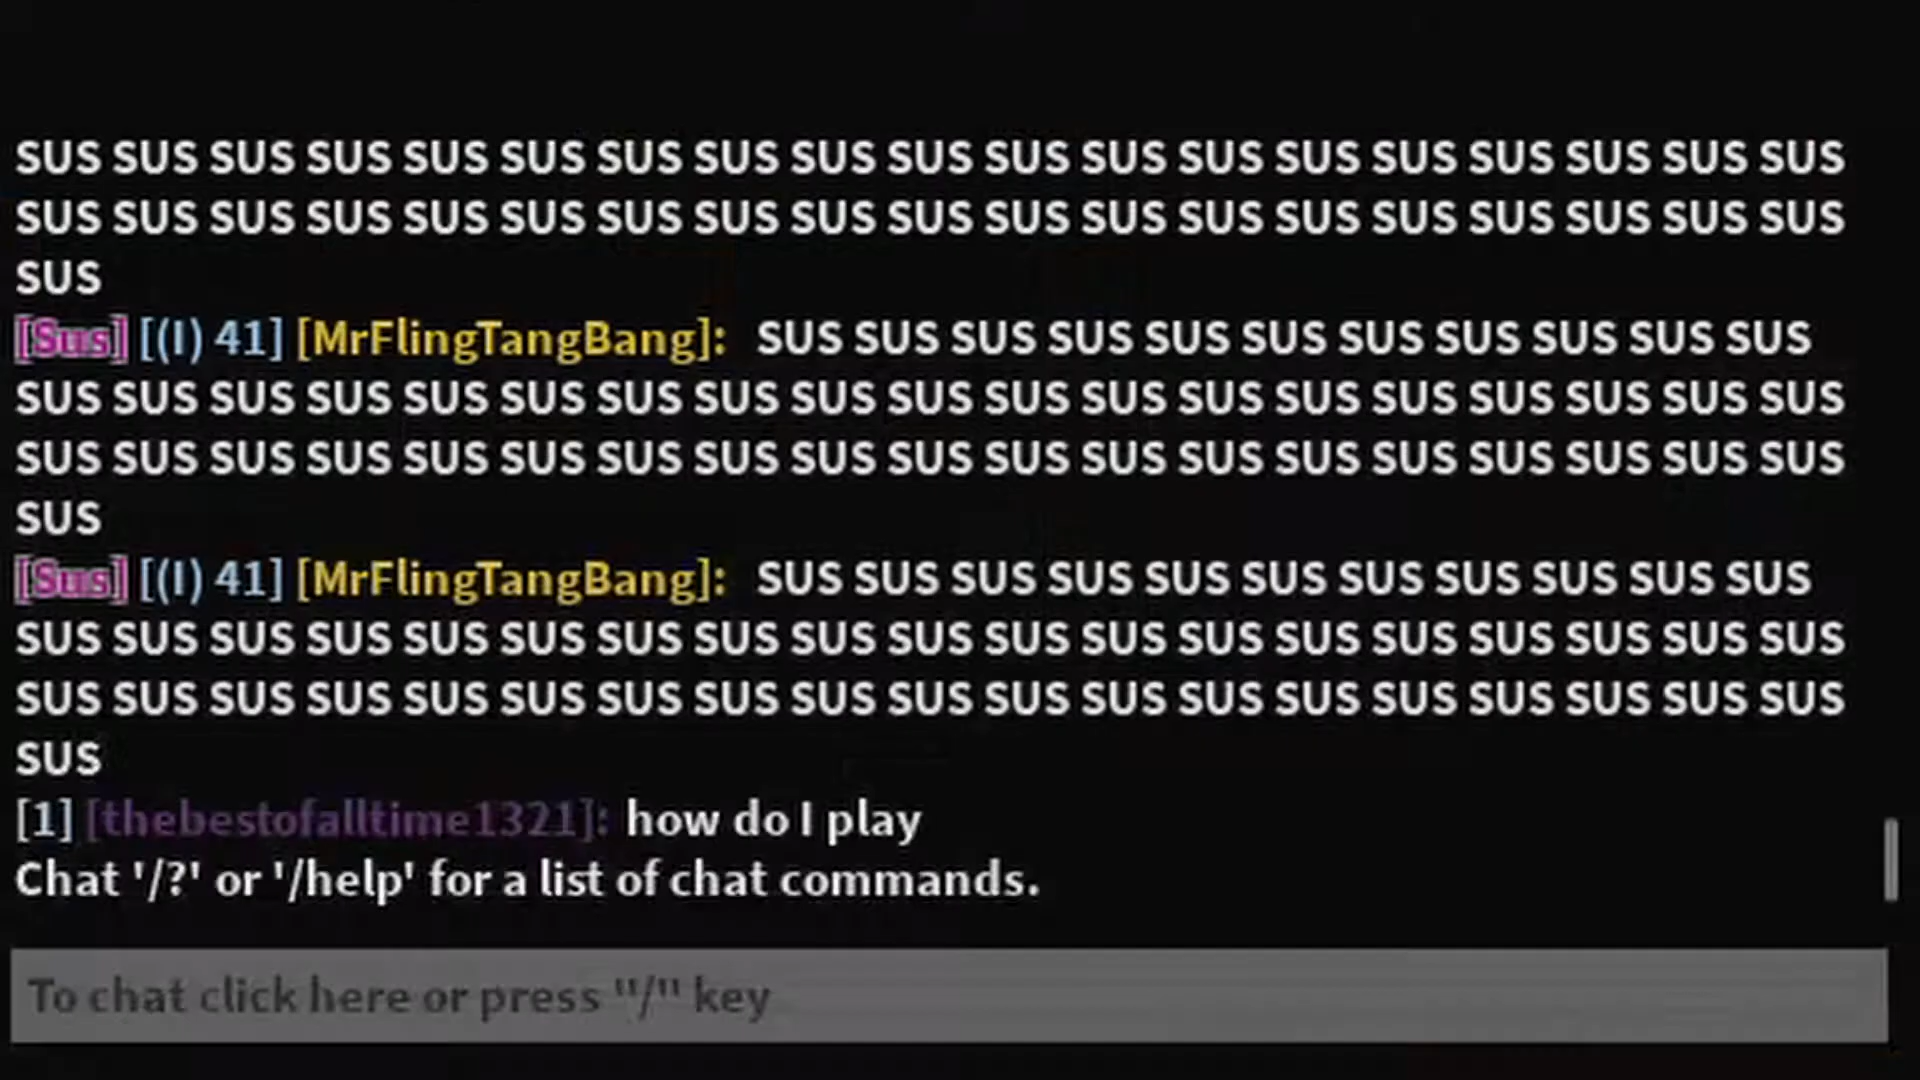 SUS SUS SUS SUS SUS SUS SUS SUS SUS SUS SUS SUS SUS SUS SUS SUS SUS SUS SUS
SUS SUS SUS SUS SUS SUS SUS SUS SUS SUS SUS SUS SUS SUS SUS SUS SUS SUS SUS
SUS
[Sus] [(I) 41] [MrFlingTangBang]: SUS SUS SUS SUS SUS SUS SUS SUS SUS SUS SUS
SUS SUS SUS SUS SUS SUS SUS SUS SUS SUS SUS SUS SUS SUS SUS SUS SUS SUS SUS
SUS SUS SUS SUS SUS SUS SUS SUS SUS SUS SUS SUS SUS SUS SUS SUS SUS SUS SUS
SUS
[Sus] [(I) 41] [MrFlingTangBang]: SUS SUS SUS SUS SUS SUS SUS SUS SUS SUS SUS
SUS SUS SUS SUS SUS SUS SUS SUS SUS SUS SUS SUS SUS SUS SUS SUS SUS SUS SUS
SUS SUS SUS SUS SUS SUS SUS SUS SUS SUS SUS SUS SUS SUS SUS SUS SUS SUS SUS
SUS
[1] [thebestofalltime1321]: how do I play
Chat '/?' or '/help' for a list of chat commands.
To chat click here or press "/" key